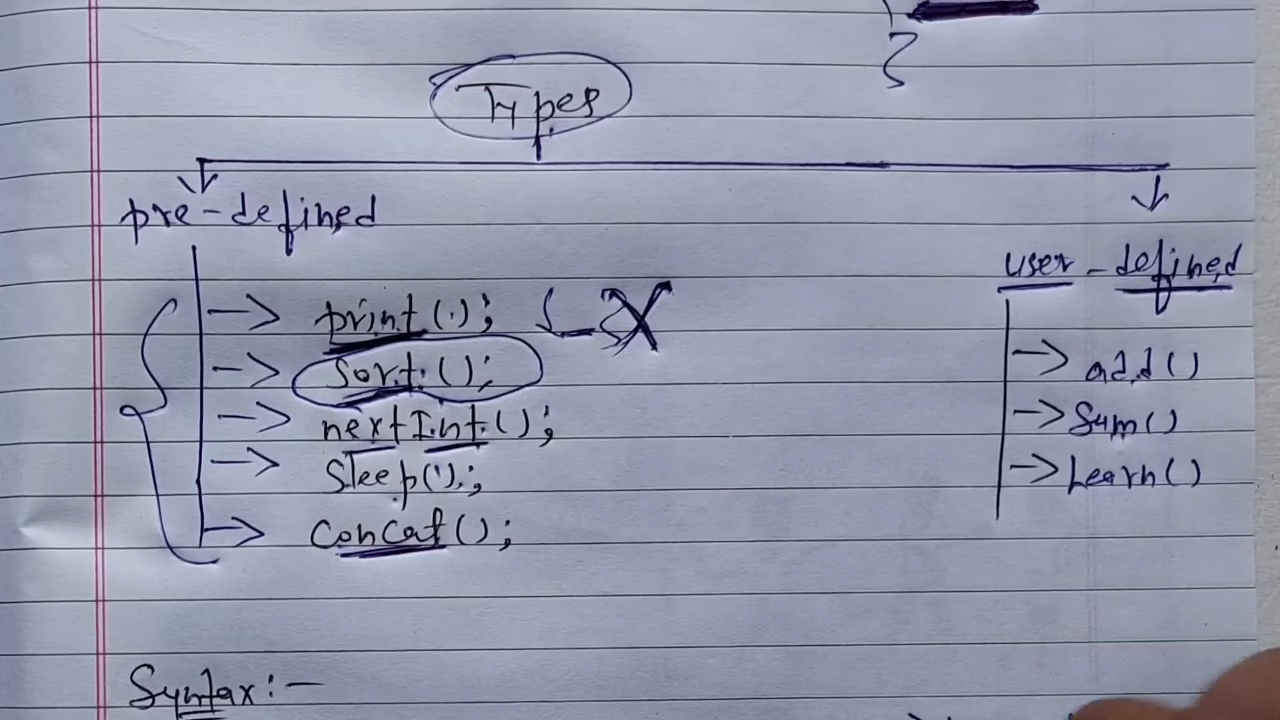 Types
pre-defined
print();
Sort();
nextInt();
Sleep();
Concat();
user-defined
add()
Sum()
Learn()
Syntax:-